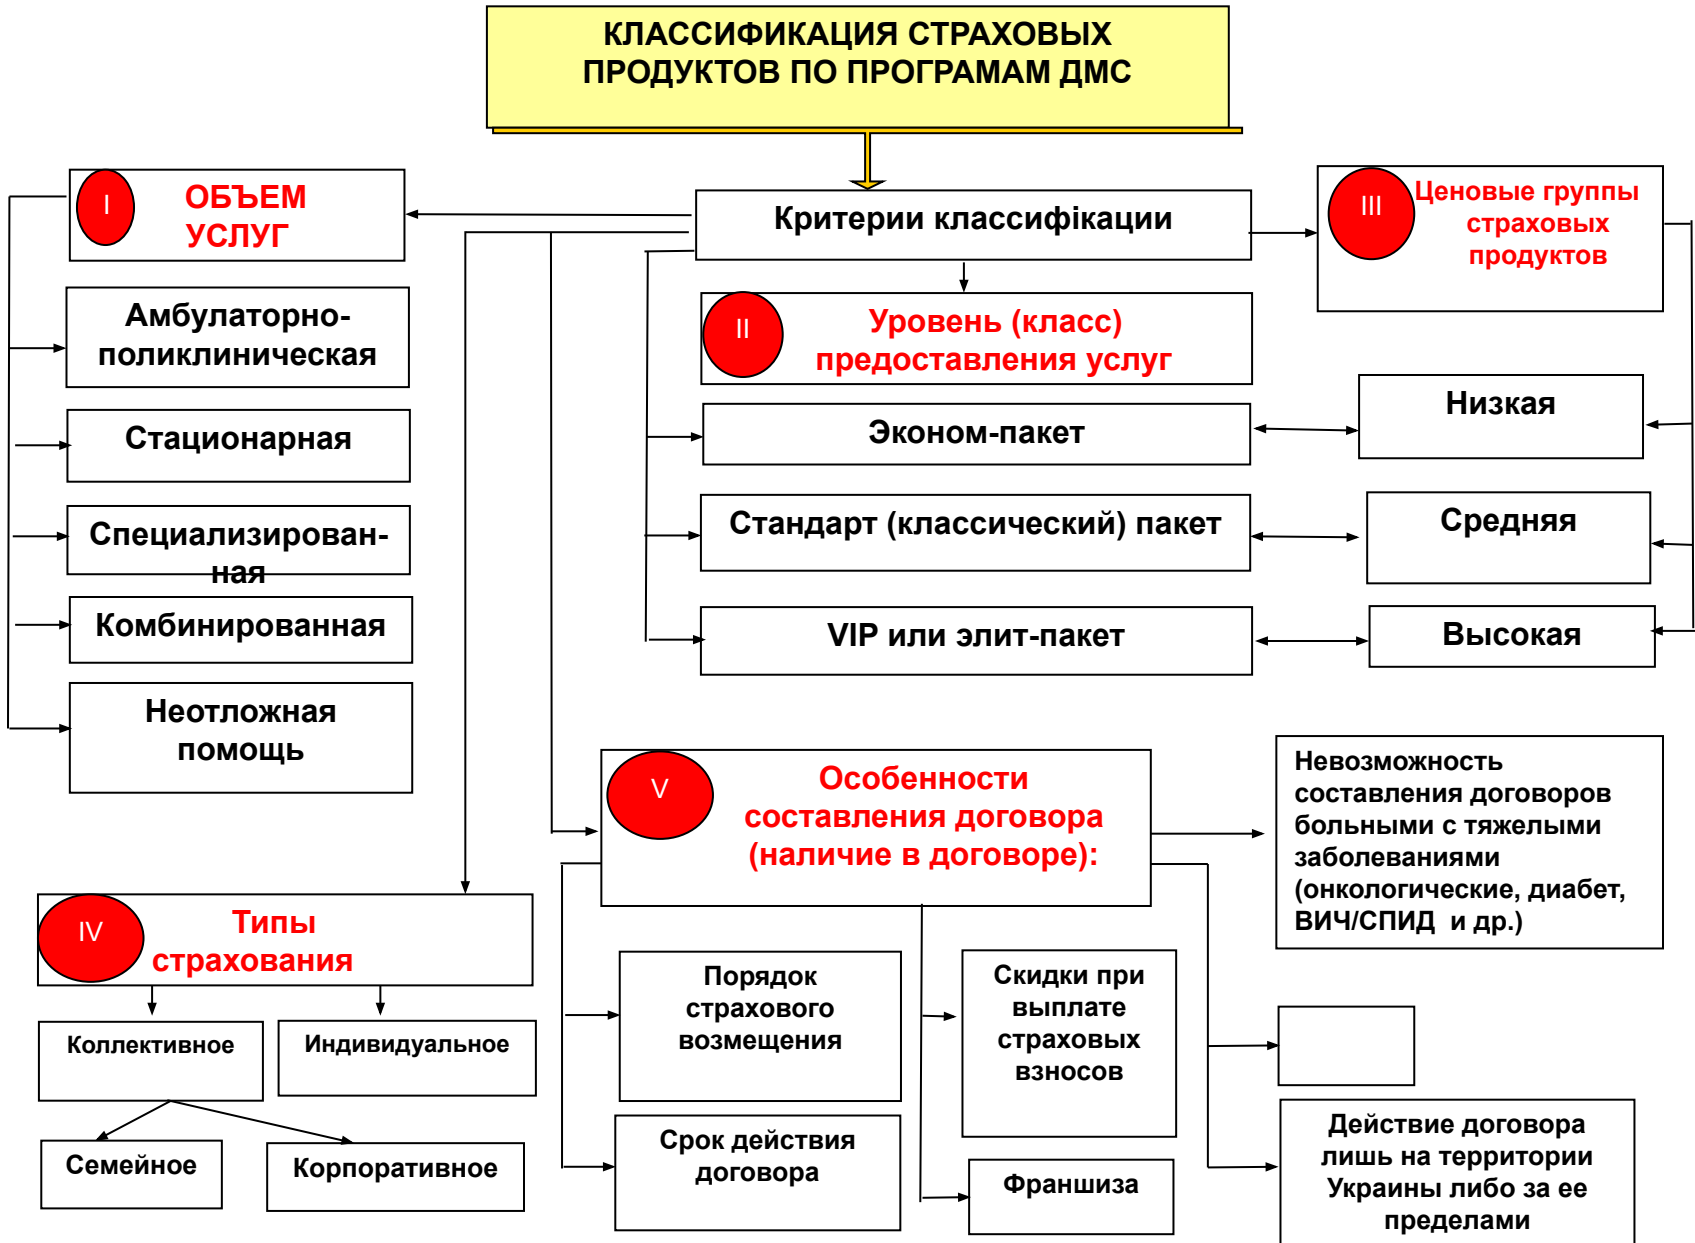 КЛАССИФИКАЦИЯ СТРАХОВЫХ
ПРОДУКТОВ ПО ПРОГРАМАМ ДМС
I
ОБЪЕМ
УСЛУГ
Критерии классифікации
III
Ценовые группы
страховых
продуктов
Амбулаторно-
поликлиническая
Стационарная
Специализирован-
ная
Комбинированная
Неотложная
помощь
II
Уровень (класс)
предоставления услуг
Эконом-пакет
Стандарт (классический) пакет
VIP или элит-пакет
Низкая
Средняя
Высокая
IV
Типы
страхования
Коллективное
Индивидуальное
Семейное
Корпоративное
V
Особенности
составления договора
(наличие в договоре):
Порядок
страхового
возмещения
Срок действия
договора
Скидки при
выплате
страховых
взносов
Франшиза
Невозможность
составления договоров
больными с тяжелыми
заболеваниями
(онкологические, диабет,
ВИЧ/СПИД  и др.)
Действие договора
лишь на территории
Украины либо за ее
пределами